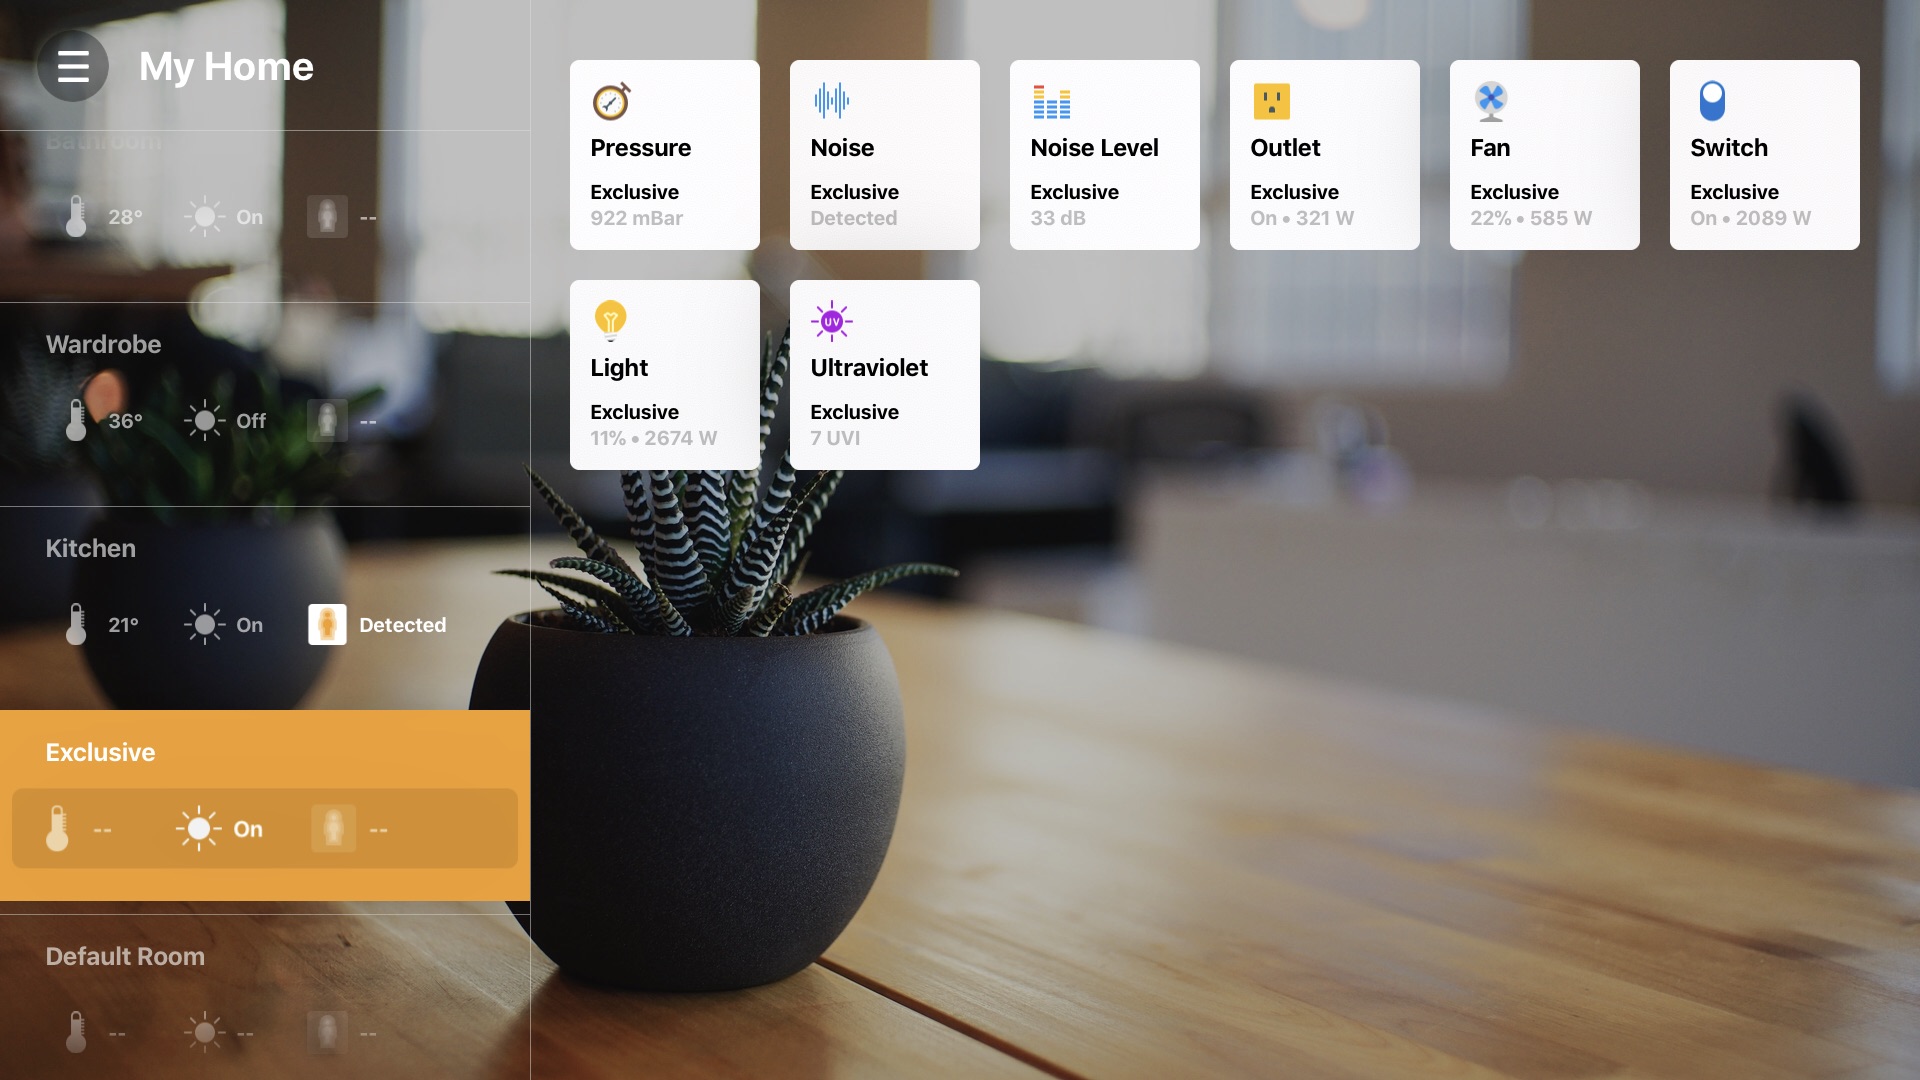 My Home
Bathroom
28°
On
--
Wardrobe
36°
Off
--
Kitchen
21°
On
Detected
Exclusive
--
On
--
Default Room
--
--
--
Pressure
Exclusive
922 mBar
Noise
Exclusive
Detected
Noise Level
Exclusive
33 dB
Outlet
Exclusive
On • 321 W
Fan
Exclusive
22% • 585 W
Switch
Exclusive
On • 2089 W
Light
Exclusive
11% • 2674 W
UV
Ultraviolet
Exclusive
7 UVI